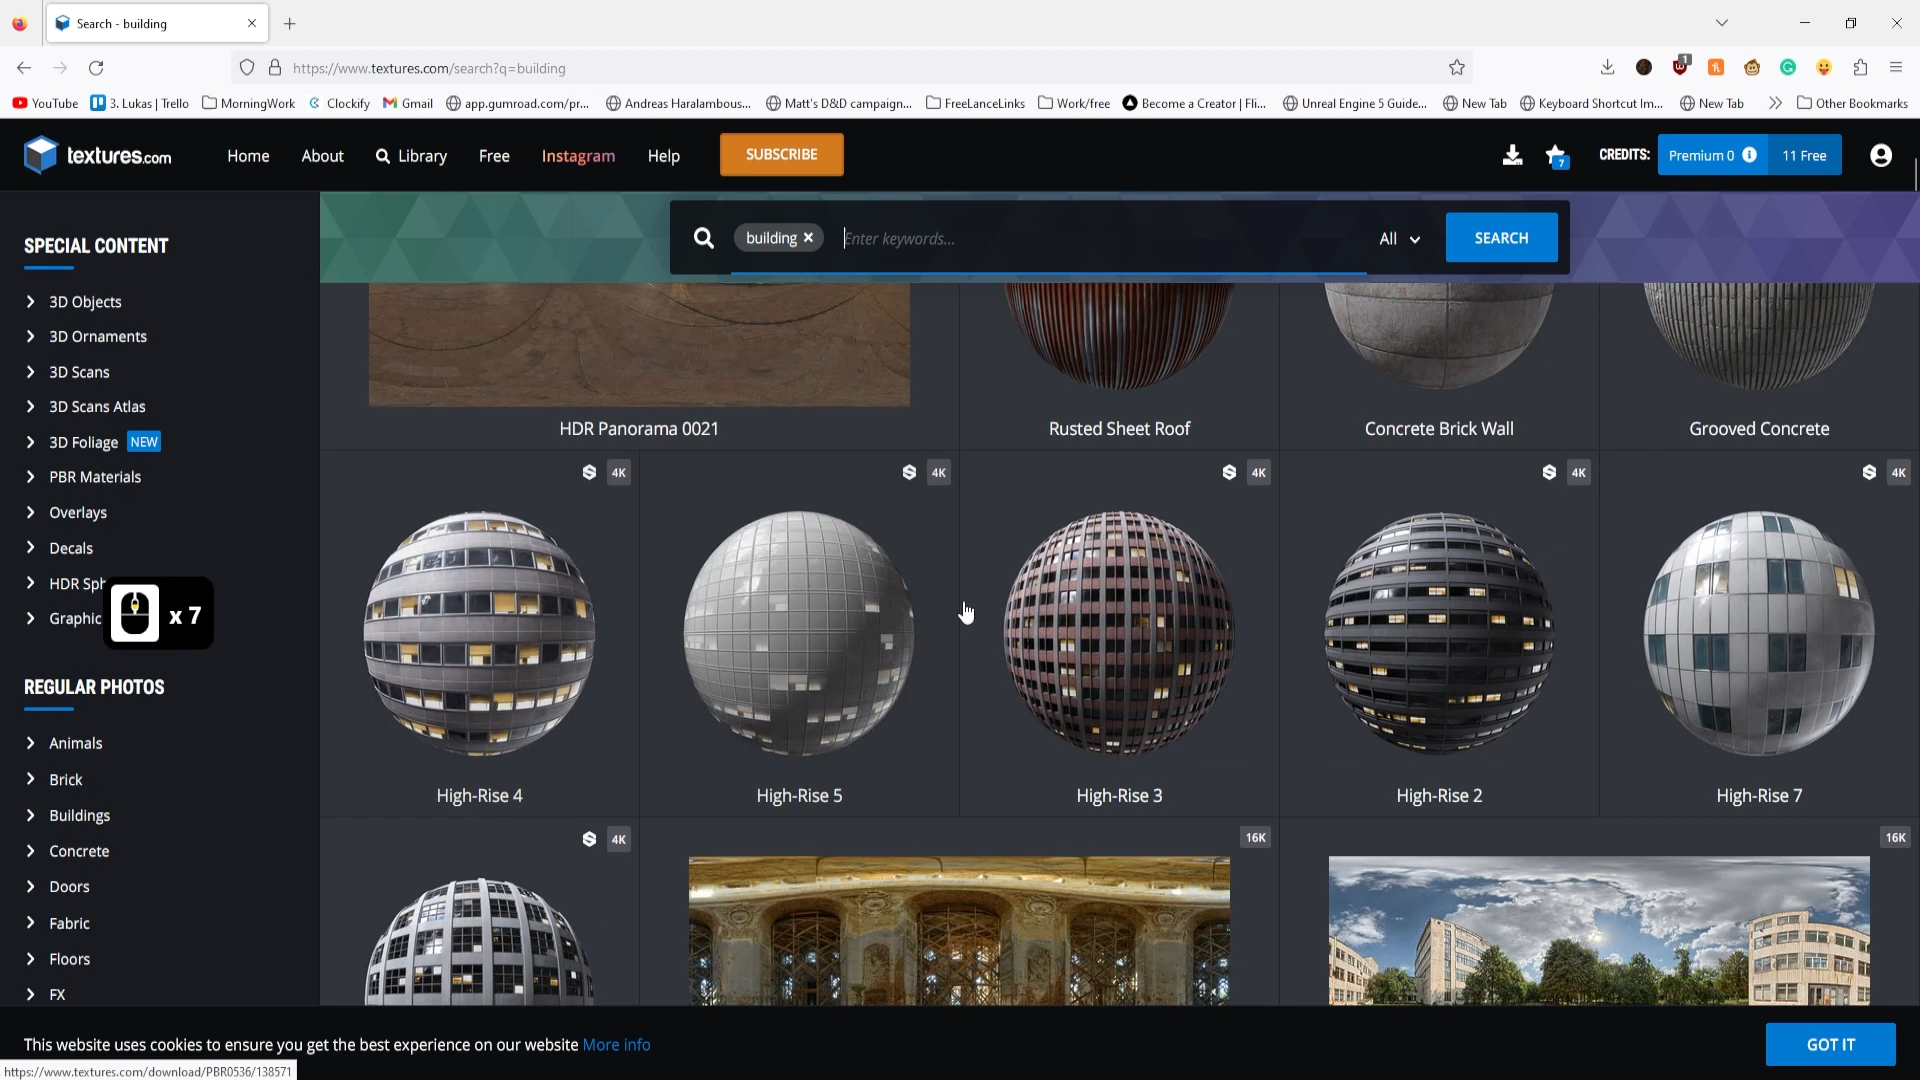 Search - building
https://www.textures.com/search?q=building
1
YouTube
3. Lukas | Trello
MorningWork
Clockify
Gmail
app.gumroad.com/pr...
Andreas Haralambous...
Matt's D&D campaign...
FreeLanceLinks
Work/free
Become a Creator | Fli...
Unreal Engine 5 Guide...
New Tab
Keyboard Shortcut Im...
New Tab
Other Bookmarks
textures.com
Home
About
Library
Free
Instagram
Help
SUBSCRIBE
7
CREDITS:
Premium 0
11 Free
building
Enter keywords...
All
SEARCH
SPECIAL CONTENT
3D Objects
3D Ornaments
3D Scans
3D Scans Atlas
3D Foliage NEW
PBR Materials
Overlays
Decals
HDR Sph
Graphic
x 7
REGULAR PHOTOS
Animals
Brick
Buildings
Concrete
Doors
Fabric
Floors
FX
HDR Panorama 0021
Rusted Sheet Roof
Concrete Brick Wall
Grooved Concrete
4K
4K
4K
4K
4K
High-Rise 4
High-Rise 5
High-Rise 3
High-Rise 2
High-Rise 7
4K
16K
16K
This website uses cookies to ensure you get the best experience on our website More info
GOT IT
https://www.textures.com/download/PBR0536/138571